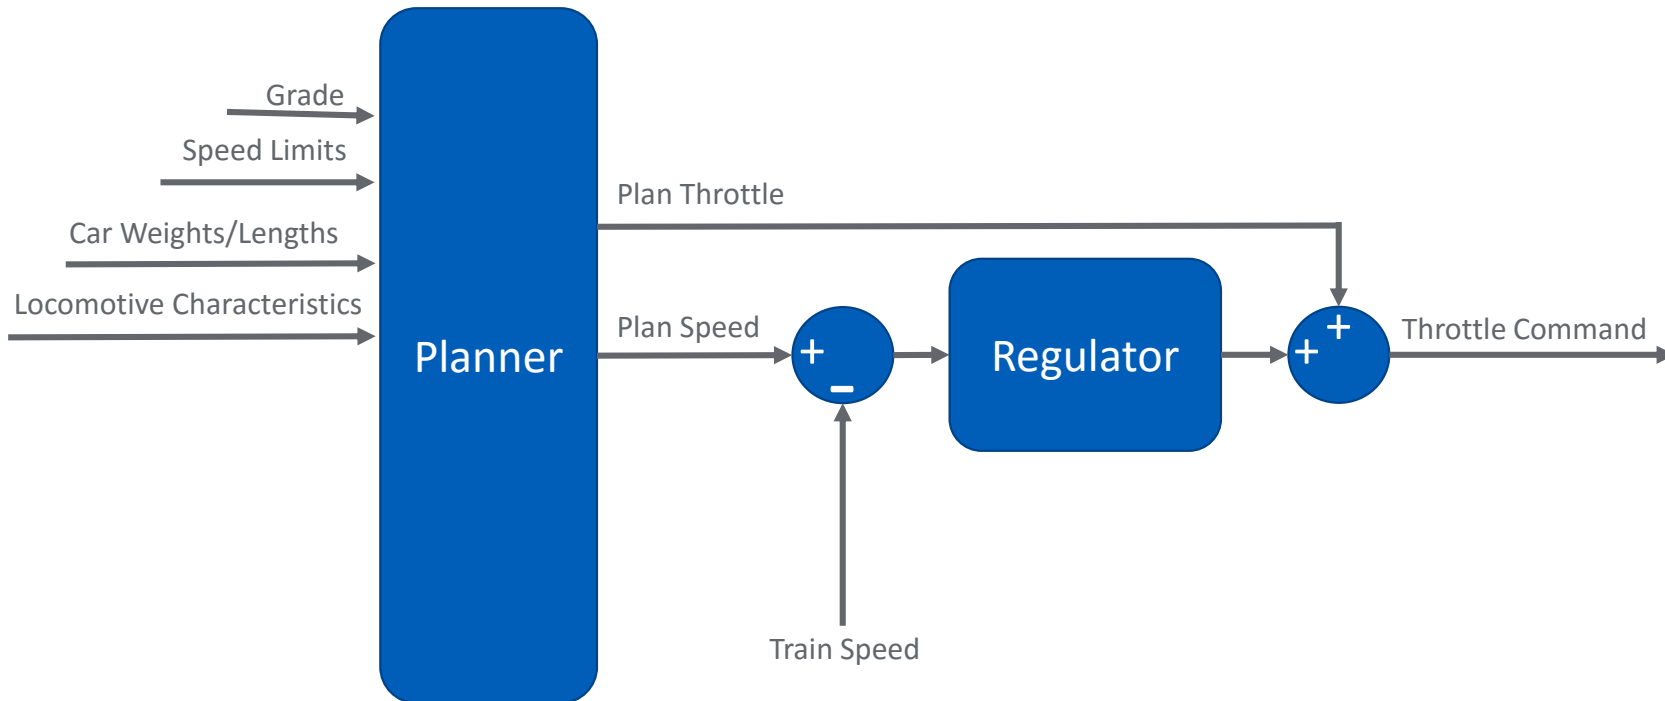 Grade
Speed Limits
Car Weights/Lengths
Locomotive Characteristics
Planner
Plan Throttle
Plan Speed
+
−
Train Speed
Regulator
+
+
Throttle Command